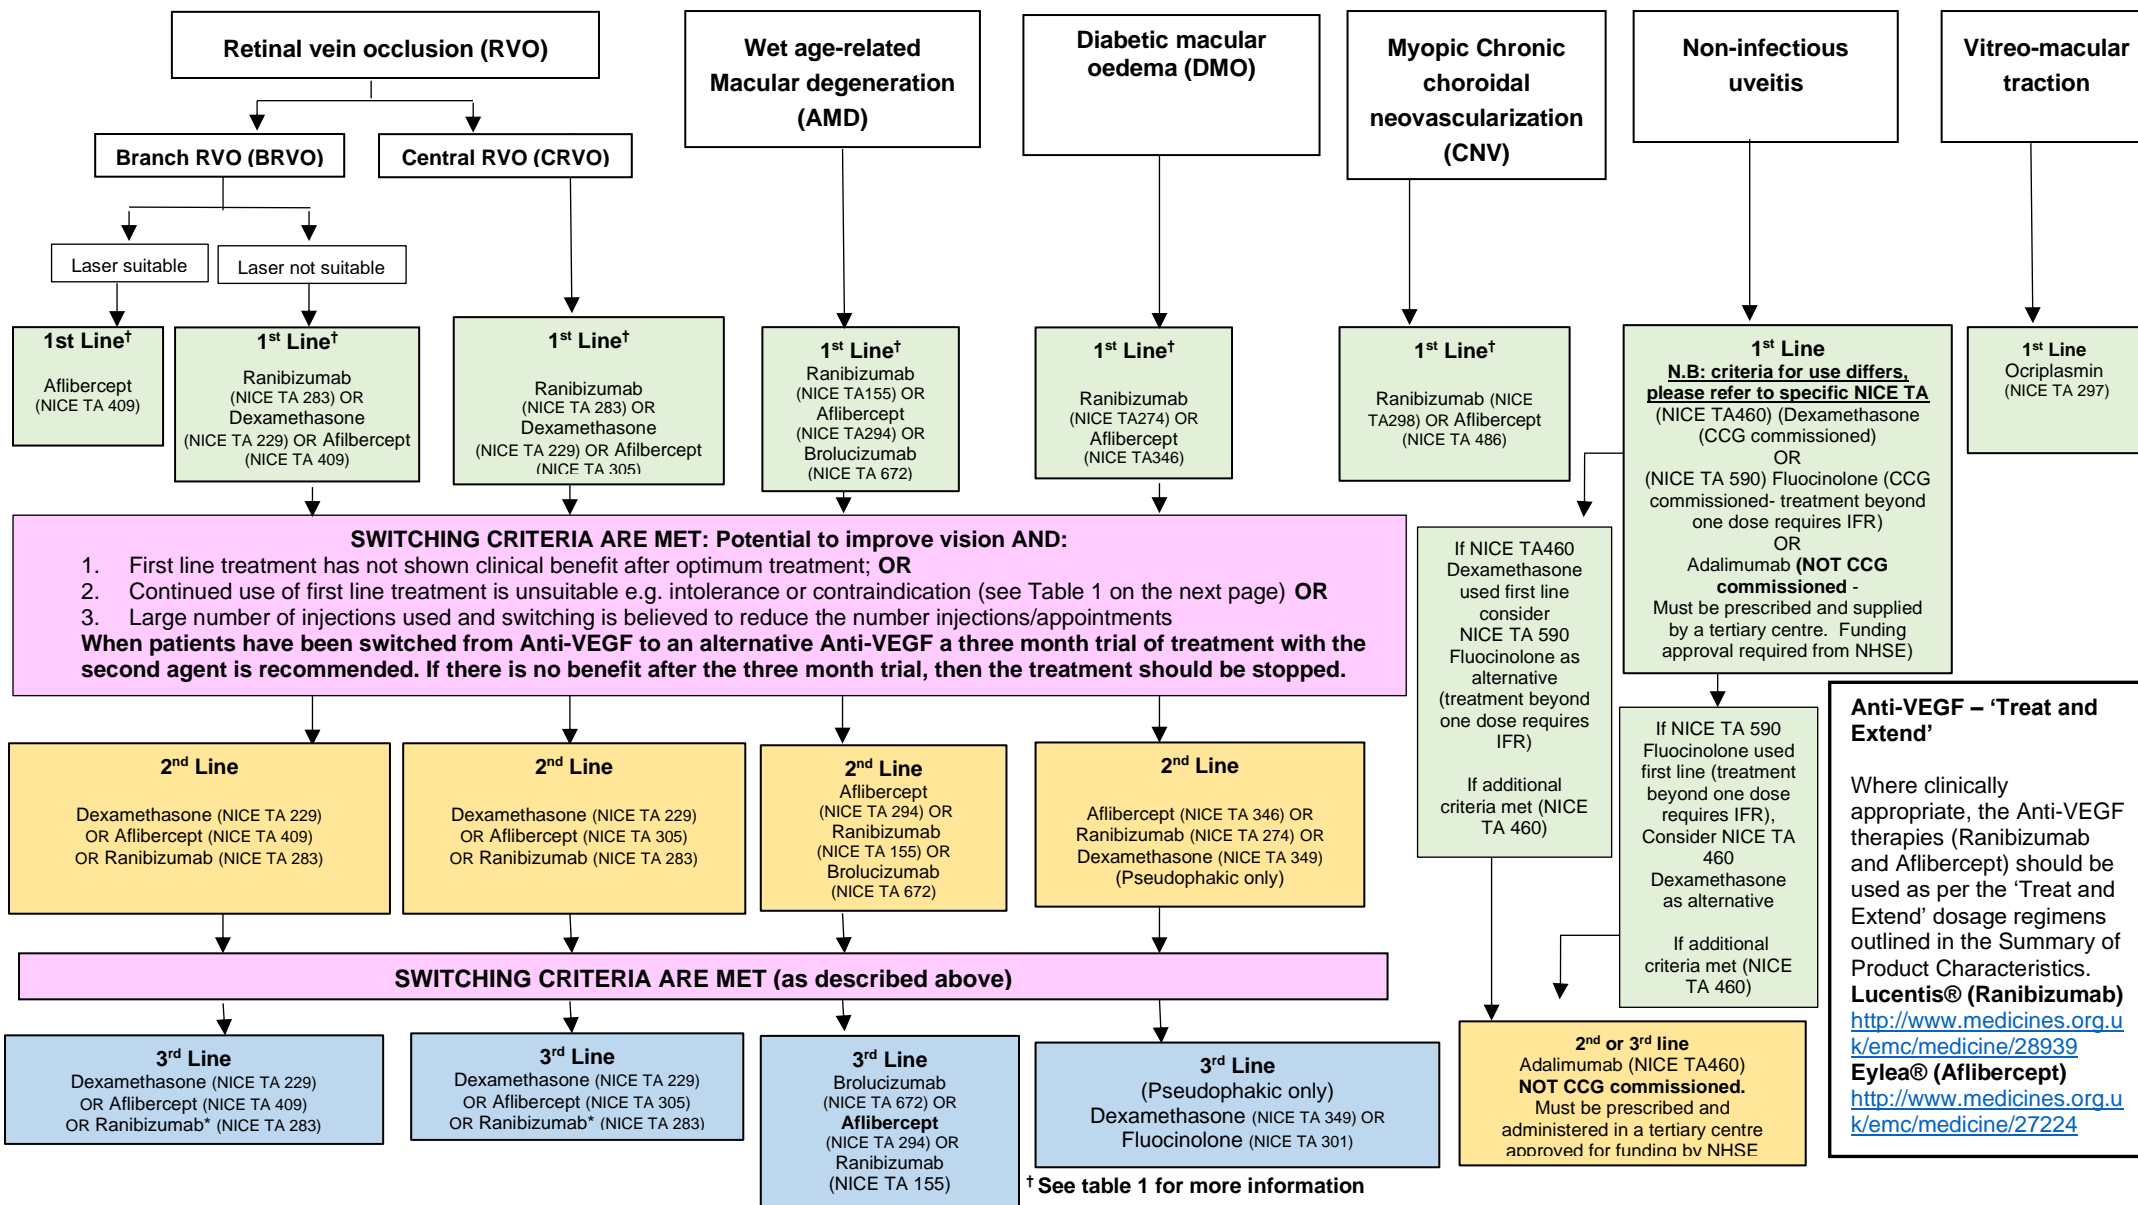 Retinal vein occlusion (RVO)
Wet age-related
Macular degeneration
(AMD)
Diabetic macular
oedema (DMO)
Myopic Chronic
choroidal
neovascularization
(CNV)
Non-infectious
uveitis
Vitreo-macular
traction
Branch RVO (BRVO)
Central RVO (CRVO)
Laser suitable
Laser not suitable
1st Line†
Aflibercept
(NICE TA 409)
1st Line†
Ranibizumab
(NICE TA 283) OR
Dexamethasone
(NICE TA 229) OR Afilbercept
(NICE TA 409)
1st Line†
Ranibizumab
(NICE TA 283) OR
Dexamethasone
(NICE TA 229) OR Afilbercept
(NICE TA 305)
1st Line†
Ranibizumab
(NICE TA155) OR
Aflibercept
(NICE TA294) OR
Brolucizumab
(NICE TA 672)
1st Line†
Ranibizumab
(NICE TA274) OR
Aflibercept
(NICE TA346)
1st Line†
Ranibizumab (NICE
TA298) OR Aflibercept
(NICE TA 486)
1st Line
N.B: criteria for use differs,
please refer to specific NICE TA
(NICE TA460) (Dexamethasone
(CCG commissioned)
OR
(NICE TA 590) Fluocinolone (CCG
commissioned- treatment beyond
one dose requires IFR)
OR
Adalimumab (NOT CCG
commissioned -
Must be prescribed and supplied
by a tertiary centre. Funding
approval required from NHSE)
1st Line
Ocriplasmin
(NICE TA 297)
SWITCHING CRITERIA ARE MET: Potential to improve vision AND:
1. First line treatment has not shown clinical benefit after optimum treatment; OR
2. Continued use of first line treatment is unsuitable e.g. intolerance or contraindication (see Table 1 on the next page) OR
3. Large number of injections used and switching is believed to reduce the number injections/appointments
When patients have been switched from Anti-VEGF to an alternative Anti-VEGF a three month trial of treatment with the
second agent is recommended. If there is no benefit after the three month trial, then the treatment should be stopped.
If NICE TA460
Dexamethasone
used first line
consider
NICE TA 590
Fluocinolone as
alternative
(treatment beyond
one dose requires
IFR)
If additional
criteria met (NICE
TA 460)
If NICE TA 590
Fluocinolone used
first line (treatment
beyond one dose
requires IFR),
Consider NICE TA
460
Dexamethasone
as alternative
If additional
criteria met (NICE
TA 460)
Anti-VEGF – ‘Treat and
Extend’
Where clinically
appropriate, the Anti-VEGF
therapies (Ranibizumab
and Aflibercept) should be
used as per the ‘Treat and
Extend’ dosage regimens
outlined in the Summary of
Product Characteristics.
Lucentis® (Ranibizumab)
http://www.medicines.org.u
k/emc/medicine/28939
Eylea® (Aflibercept)
http://www.medicines.org.u
k/emc/medicine/27224
2nd Line
Dexamethasone (NICE TA 229)
OR Aflibercept (NICE TA 409)
OR Ranibizumab (NICE TA 283)
2nd Line
Dexamethasone (NICE TA 229)
OR Aflibercept (NICE TA 305)
OR Ranibizumab (NICE TA 283)
2nd Line
Aflibercept
(NICE TA 294) OR
Ranibizumab
(NICE TA 155) OR
Brolucizumab
(NICE TA 672)
2nd Line
Aflibercept (NICE TA 346) OR
Ranibizumab (NICE TA 274) OR
Dexamethasone (NICE TA 349)
(Pseudophakic only)
SWITCHING CRITERIA ARE MET (as described above)
3rd Line
Dexamethasone (NICE TA 229)
OR Aflibercept (NICE TA 409)
OR Ranibizumab* (NICE TA 283)
3rd Line
Dexamethasone (NICE TA 229)
OR Aflibercept (NICE TA 305)
OR Ranibizumab* (NICE TA 283)
3rd Line
Brolucizumab
(NICE TA 672) OR
Aflibercept
(NICE TA 294) OR
Ranibizumab
(NICE TA 155)
3rd Line
(Pseudophakic only)
Dexamethasone (NICE TA 349) OR
Fluocinolone (NICE TA 301)
2nd or 3rd line
Adalimumab (NICE TA460)
NOT CCG commissioned.
Must be prescribed and
administered in a tertiary centre
approved for funding by NHSE
† See table 1 for more information